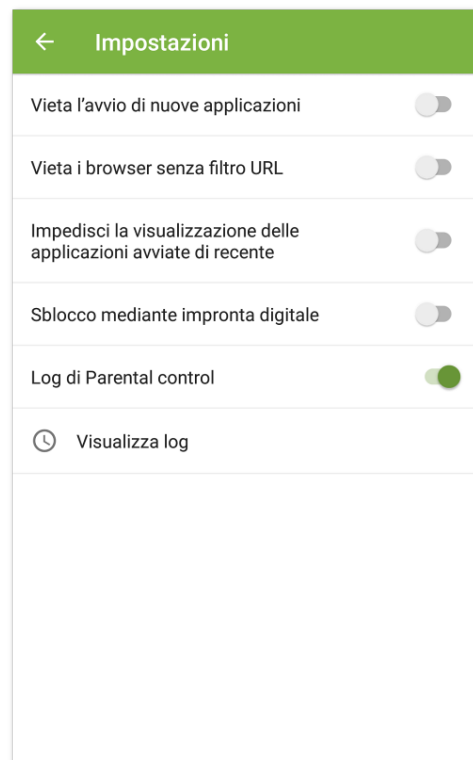 Impostazioni
Vieta l’avvio di nuove applicazioni
Vieta i browser senza filtro URL
Impedisci la visualizzazione delle
applicazioni avviate di recente
Sblocco mediante impronta digitale
Log di Parental control
Visualizza log